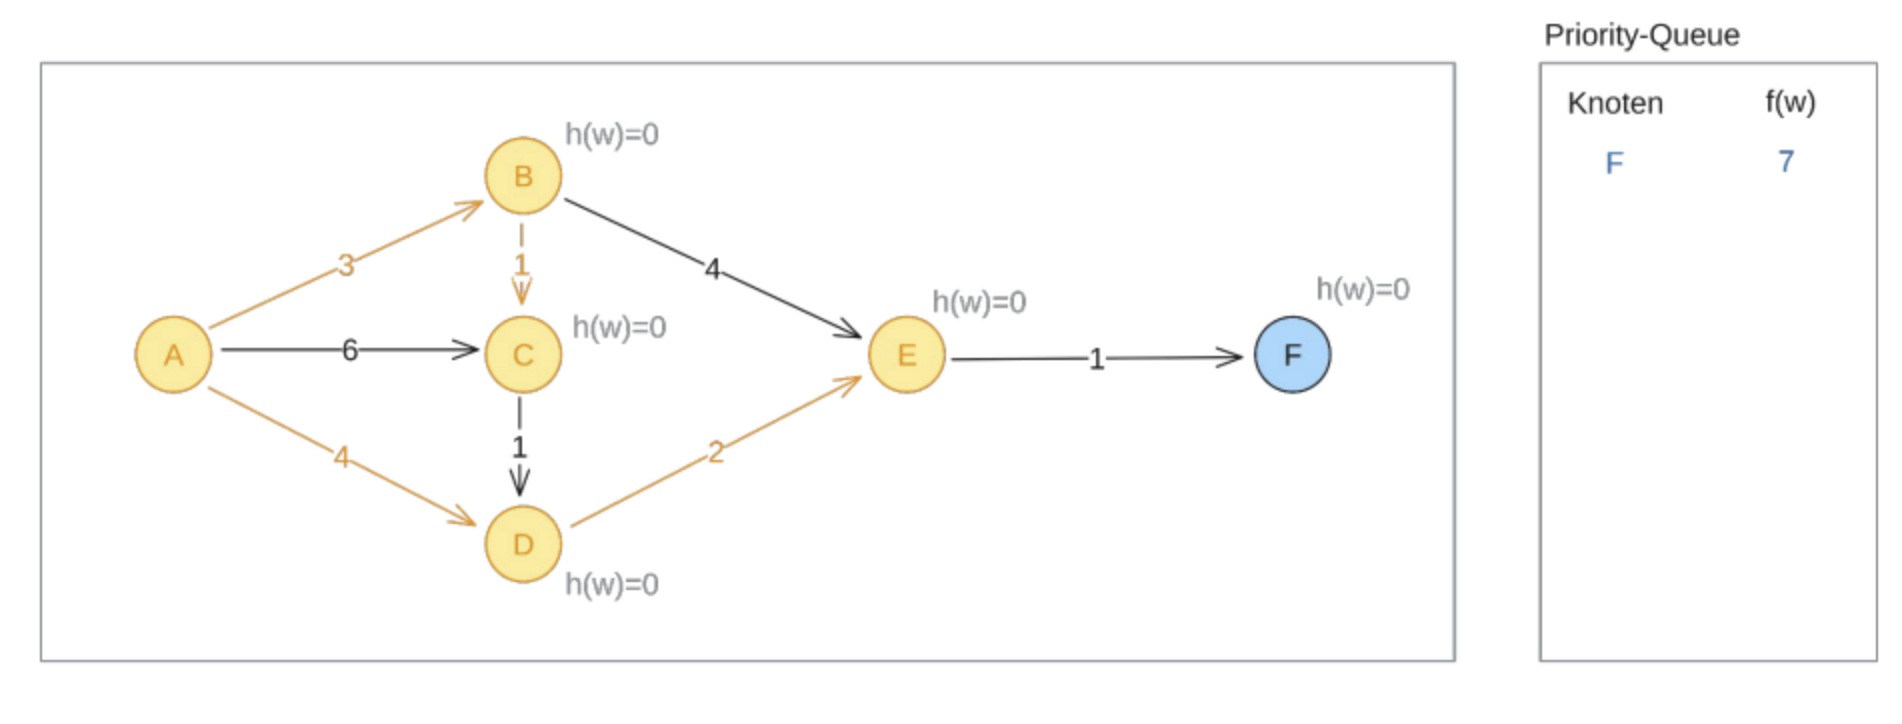 Priority-Queue
Knoten f(w)
F 7
h(w)=0
B
3
1
4
h(w)=0
h(w)=0
h(w)=0
A
6
C
E
1
F
4
1
2
D
h(w)=0